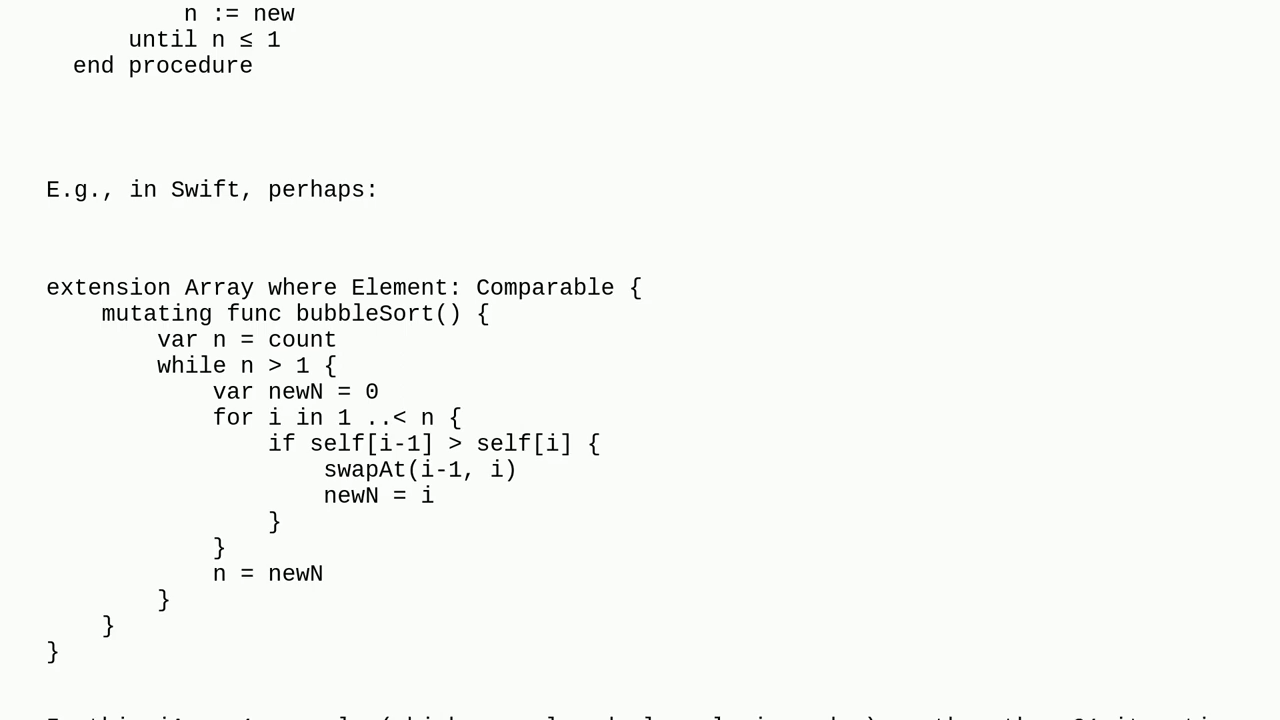 n := new
until n ≤ 1
end procedure
E.g., in Swift, perhaps:
extension Array where Element: Comparable {
mutating func bubbleSort() {
var n = count
while n > 1 {
var newN = 0
for i in 1 ..< n {
if self[i-1] > self[i] {
swapAt(i-1, i)
newN = i
}
}
n = newN
}
}
}